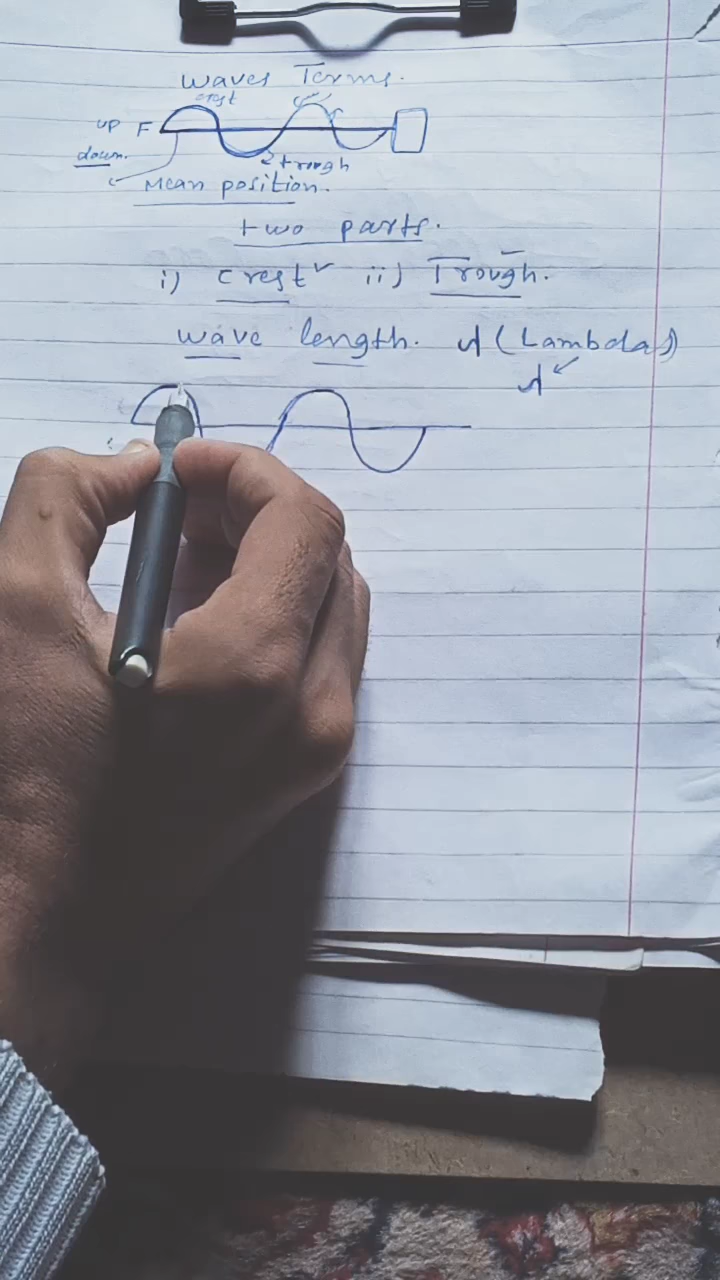 Waves Terms.
crest
up F
down.
trough
Mean position.
two parts.
i) Crest ii) Trough.
wave length. λ (Lambda)
λ